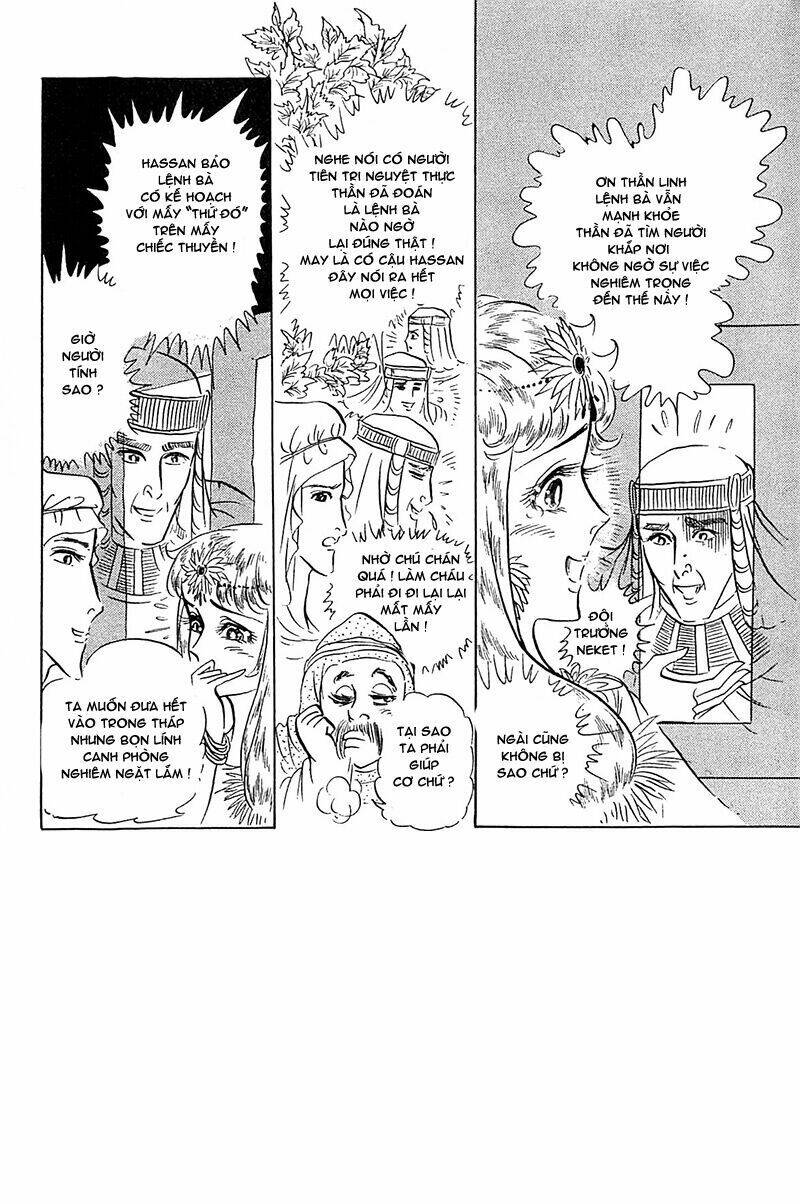 ƠN THẦN LINH
LỆNH BÀ VẪN
MẠNH KHỎE
THẦN ĐÃ TÌM NGƯỜI
KHẮP NƠI
KHÔNG NGỜ SỰ VIỆC
NGHIÊM TRỌNG
ĐẾN THẾ NÀY !
ĐỘI
TRƯỞNG
NEKET !
NGÀI CŨNG
KHÔNG BỊ
SAO CHỨ ?
NGHE NÓI CÓ NGƯỜI
TIÊN TRI NGUYỆT THỰC
THẦN ĐÃ ĐOÁN
LÀ LỆNH BÀ
NÀO NGỜ
LẠI ĐÚNG THẬT !
MAY LÀ CÓ CẬU HASSAN
ĐÂY NÓI RA HẾT
MỌI VIỆC !
NHỜ CHÚ CHÁN
QUÁ ! LÀM CHÁU
PHẢI ĐI ĐI LẠI LẠI
MẤT MẤY
LẦN !
TẠI SAO
TA PHẢI
GIÚP
CƠ CHỨ ?
HASSAN BẢO
LỆNH BÀ
CÓ KẾ HOẠCH
VỚI MẤY “THỨ ĐÓ”
TRÊN MẤY
CHIẾC THUYỀN !
GIỜ
NGƯỜI
TÍNH
SAO ?
TA MUỐN ĐƯA HẾT
VÀO TRONG THÁP
NHƯNG BỌN LÍNH
CANH PHÒNG
NGHIÊM NGẶT LẮM !